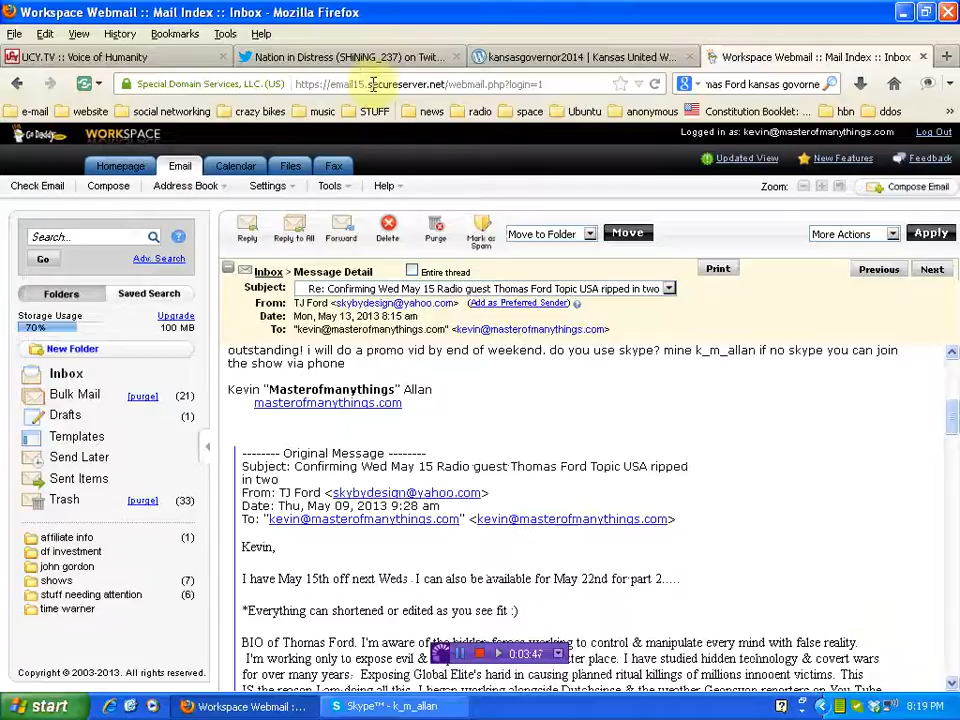 Workspace Webmail :: Mail Index :: Inbox - Mozilla Firefox
File Edit View History Bookmarks Tools Help
UCY.TV :: Voice of Humanity
Nation in Distress (SHINING_237) on Twit...
kansasgovernor2014 | Kansas United W...
Workspace Webmail :: Mail Index :: Inbox
Special Domain Services, LLC. (US) https://email15.secureserver.net/webmail.php?login=1
mas Ford kansas governe
e-mail website social networking crazy banks music STUFF news radio space Ubuntu anonymous Constitution Booklet:... hbn ddos
Go Daddy WORKSPACE
Logged in as: kevin@masterofmanythings.com Log Out
Homepage Email Calendar Files Fax
Updated View New Features Feedback
Check Email Compose Address Book Settings Tools Help
Zoom: Compose Email
Search...
Go Adv. Search
Reply Reply to All Forward Delete Purge Mark as Spam
Move to Folder Move More Actions Apply
Folders Saved Search
Storage Usage Upgrade
70% 100 MB
New Folder
Inbox
Bulk Mail [purge] (21)
Drafts (1)
Templates
Send Later
Sent Items
Trash [purge] (33)
affiliate info (1)
df investment
john gordon
shows (7)
stuff needing attention (6)
time warner
Copyright © 2003-2013. All rights reserved.
Inbox > Message Detail Entire thread Print Previous Next
Subject: Re: Confirming Wed May 15 Radio guest Thomas Ford Topic USA ripped in two
From: TJ Ford <skybydesign@yahoo.com> (Add as Preferred Sender)
Date: Mon, May 13, 2013 8:15 am
To: "kevin@masterofmanythings.com" <kevin@masterofmanythings.com>
outstanding! i will do a promo vid by end of weekend. do you use skype? mine k_m_allan if no skype you can join
the show via phone
Kevin "Masterofmanythings" Allan
masterofmanythings.com
-------- Original Message --------
Subject: Confirming Wed May 15 Radio guest Thomas Ford Topic USA ripped
in two
From: TJ Ford <skybydesign@yahoo.com>
Date: Thu, May 09, 2013 9:28 am
To: "kevin@masterofmanythings.com" <kevin@masterofmanythings.com>
Kevin,
I have May 15th off next Weds . I can also be available for May 22nd for part 2.....
*Everything can shortened or edited as you see fit :)
BIO of Thomas Ford. I'm aware of the hidden forces working to control & manipulate every mind with false reality.
I'm working only to expose evil & place. I have studied hidden technology & covert wars
for over many years. Exposing Global Elite's hand in causing planned ritual killings of millions innocent victims. This
IS the reason I am doing all this.
0:03:47
start Workspace Webmail :... Skype™ - k_m_allan 8:19 PM